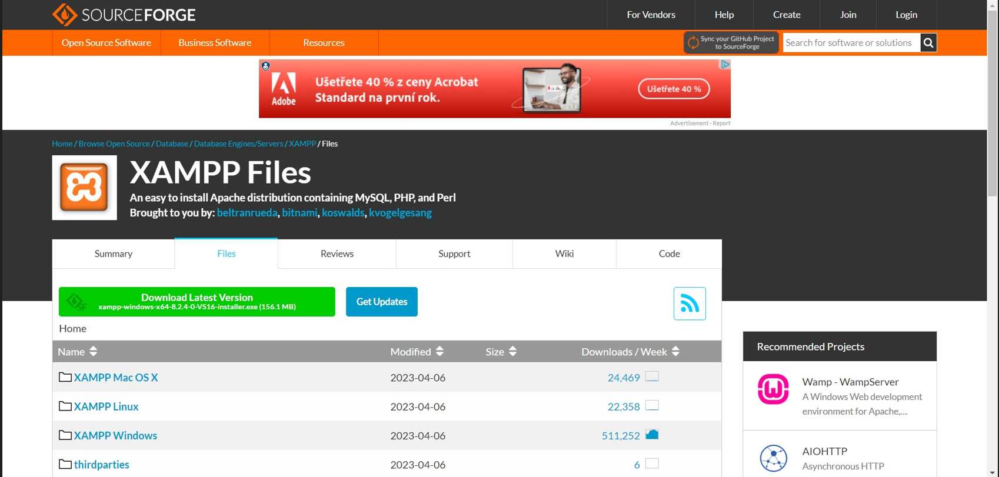 SOURCEFORGE
For Vendors
Help
Create
Join
Login
Open Source Software
Business Software
Resources
Sync your GitHub Project
to SourceForge
Search for software or solutions
Adobe
Ušetřete 40 % z ceny Acrobat
Standard na první rok.
Ušetřete 40 %
Advertisement - Report
Home / Browse Open Source / Database / Database Engines/Servers / XAMPP / Files
XAMPP Files
An easy to install Apache distribution containing MySQL, PHP, and Perl
Brought to you by: beltranrueda, bitnami, koswalds, kvogelgesang
Summary
Files
Reviews
Support
Wiki
Code
Download Latest Version
xampp-windows-x64-8.2.4-0-VS16-installer.exe (156.1 MB)
SF
Get Updates
Home
Name
Modified
Size
Downloads / Week
XAMPP Mac OS X
2023-04-06
24,469
XAMPP Linux
2023-04-06
22,358
XAMPP Windows
2023-04-06
511,252
thirdparties
2023-04-06
6
Recommended Projects
Wamp - WampServer
A Windows Web development
environment for Apache,...
AIOHTTP
Asynchronous HTTP